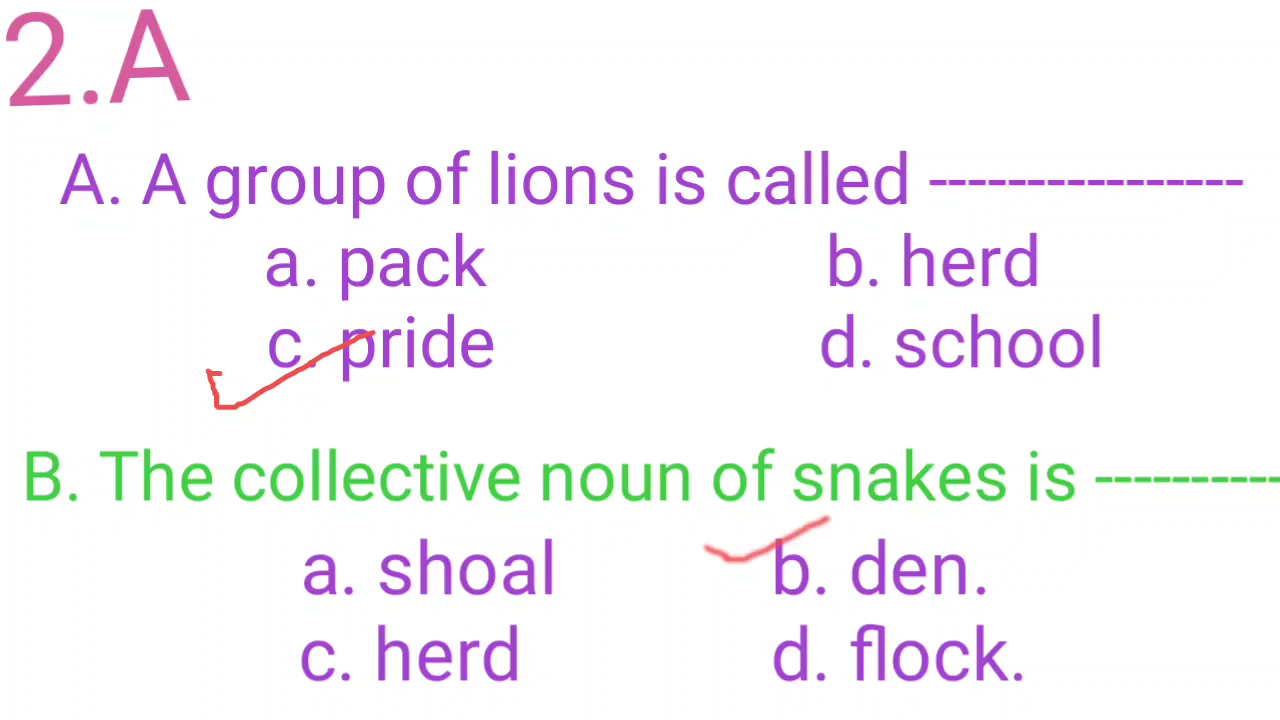 2.A
A. A group of lions is called ----------------
a. pack b. herd
c. pride d. school
B. The collective noun of snakes is ----------
a. shoal b. den.
c. herd d. flock.